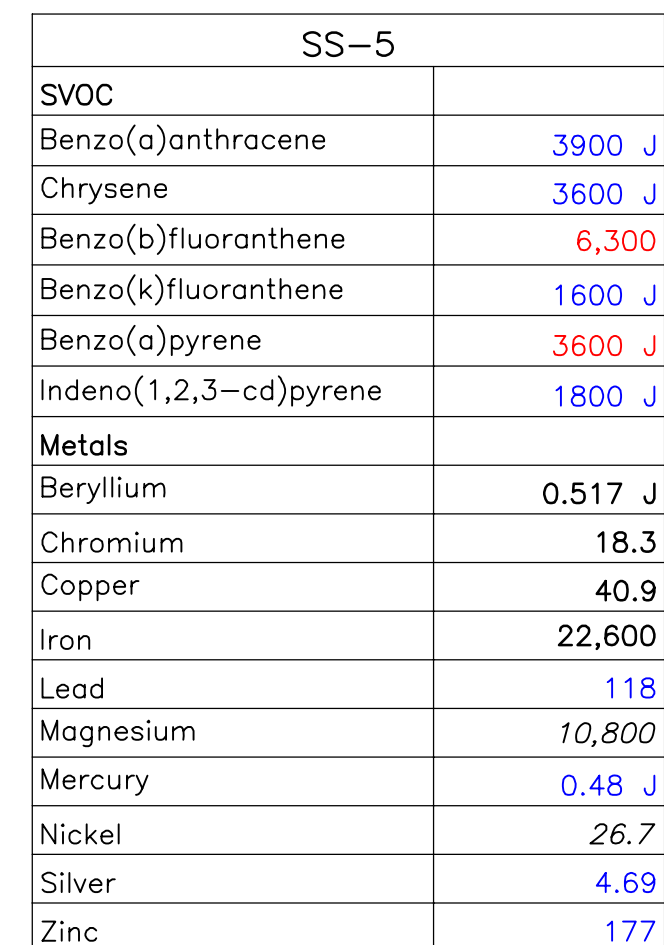 SS-5
SVOC
Benzo(a)anthracene 3900 J
Chrysene 3600 J
Benzo(b)fluoranthene 6,300
Benzo(k)fluoranthene 1600 J
Benzo(a)pyrene 3600 J
Indeno(1,2,3-cd)pyrene 1800 J
Metals
Beryllium 0.517 J
Chromium 18.3
Copper 40.9
Iron 22,600
Lead 118
Magnesium 10,800
Mercury 0.48 J
Nickel 26.7
Silver 4.69
Zinc 177